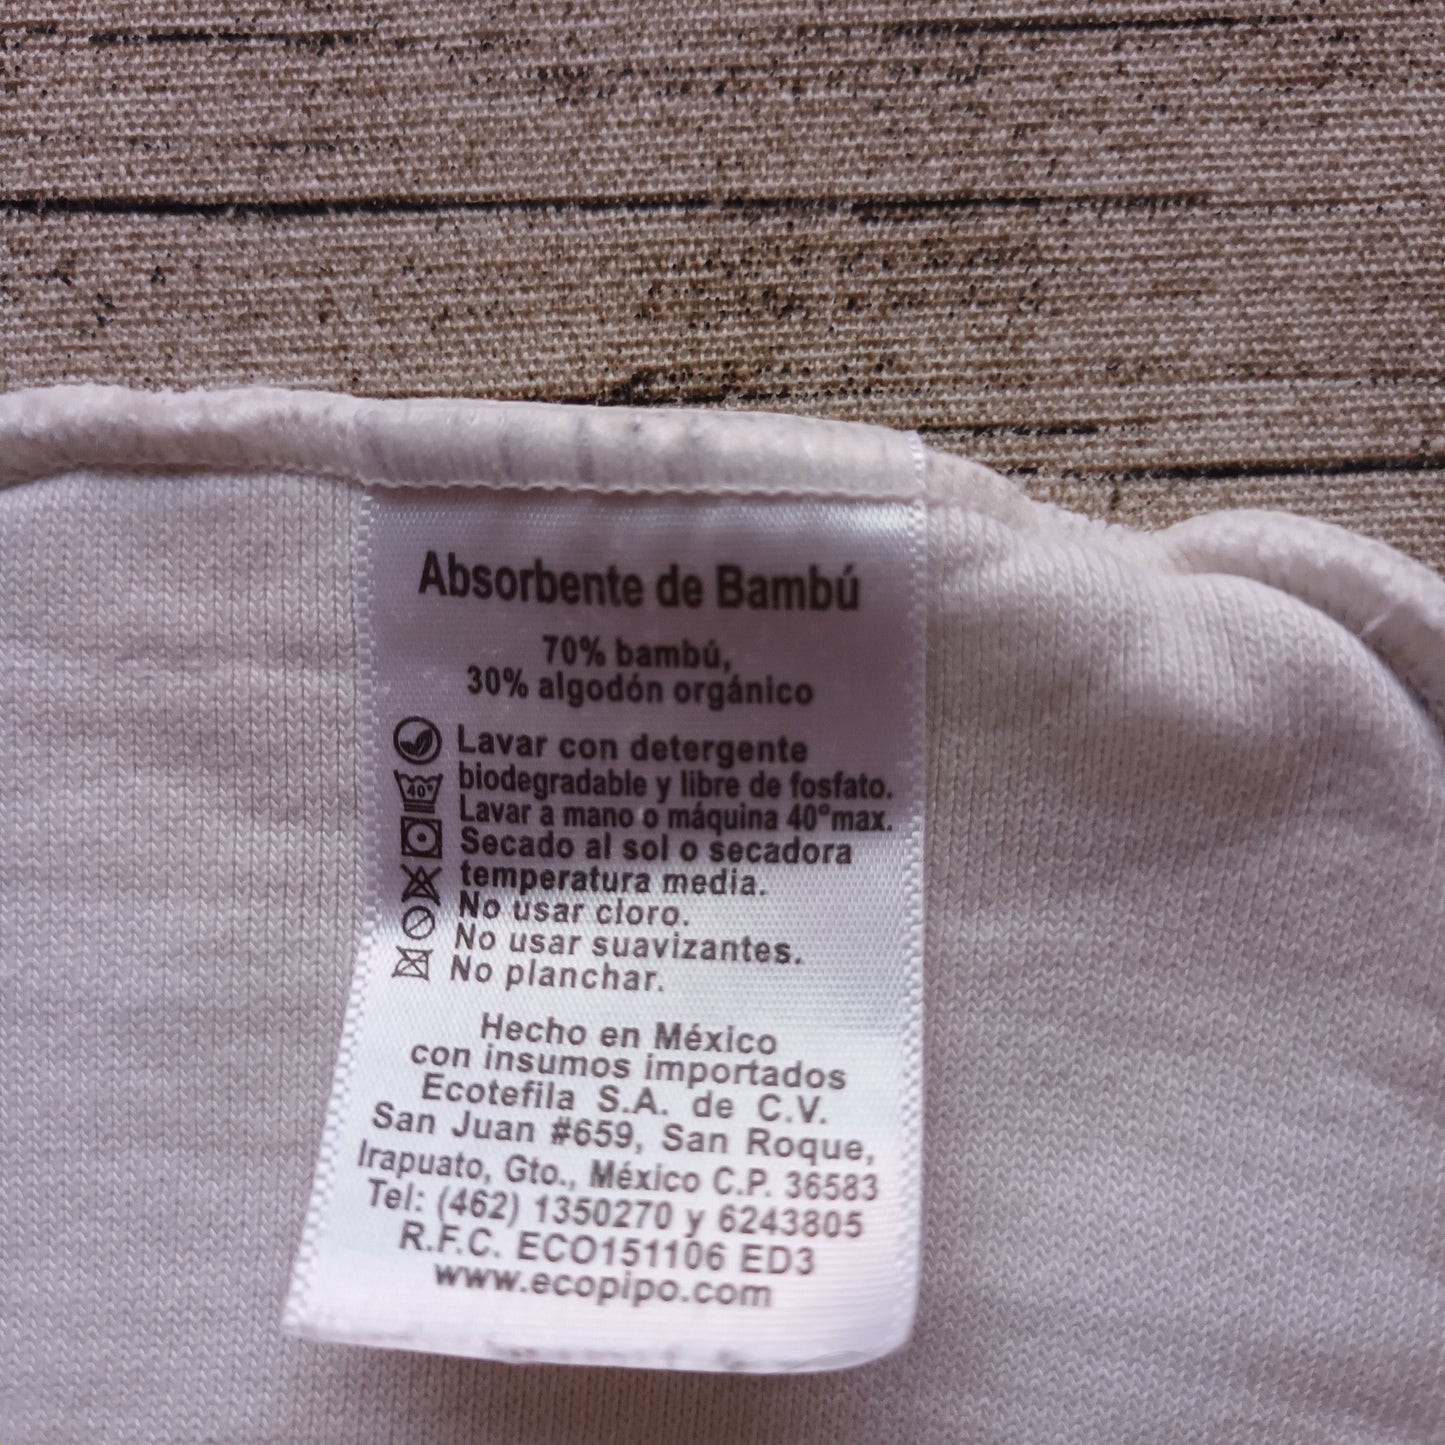 Absorbente de Bambú
70% bambú,
30% algodón orgánico
Lavar con detergente
biodegradable y libre de fosfato.
40°
Lavar a mano o máquina 40°max.
Secado al sol o secadora
temperatura media.
No usar cloro.
No usar suavizantes.
No planchar.
Hecho en México
con insumos importados
Ecotefila S.A. de C.V.
San Juan #659, San Roque,
Irapuato, Gto., México C.P. 36583
Tel: (462) 1350270 y 6243805
R.F.C. ECO151106 ED3
www.ecopipo.com